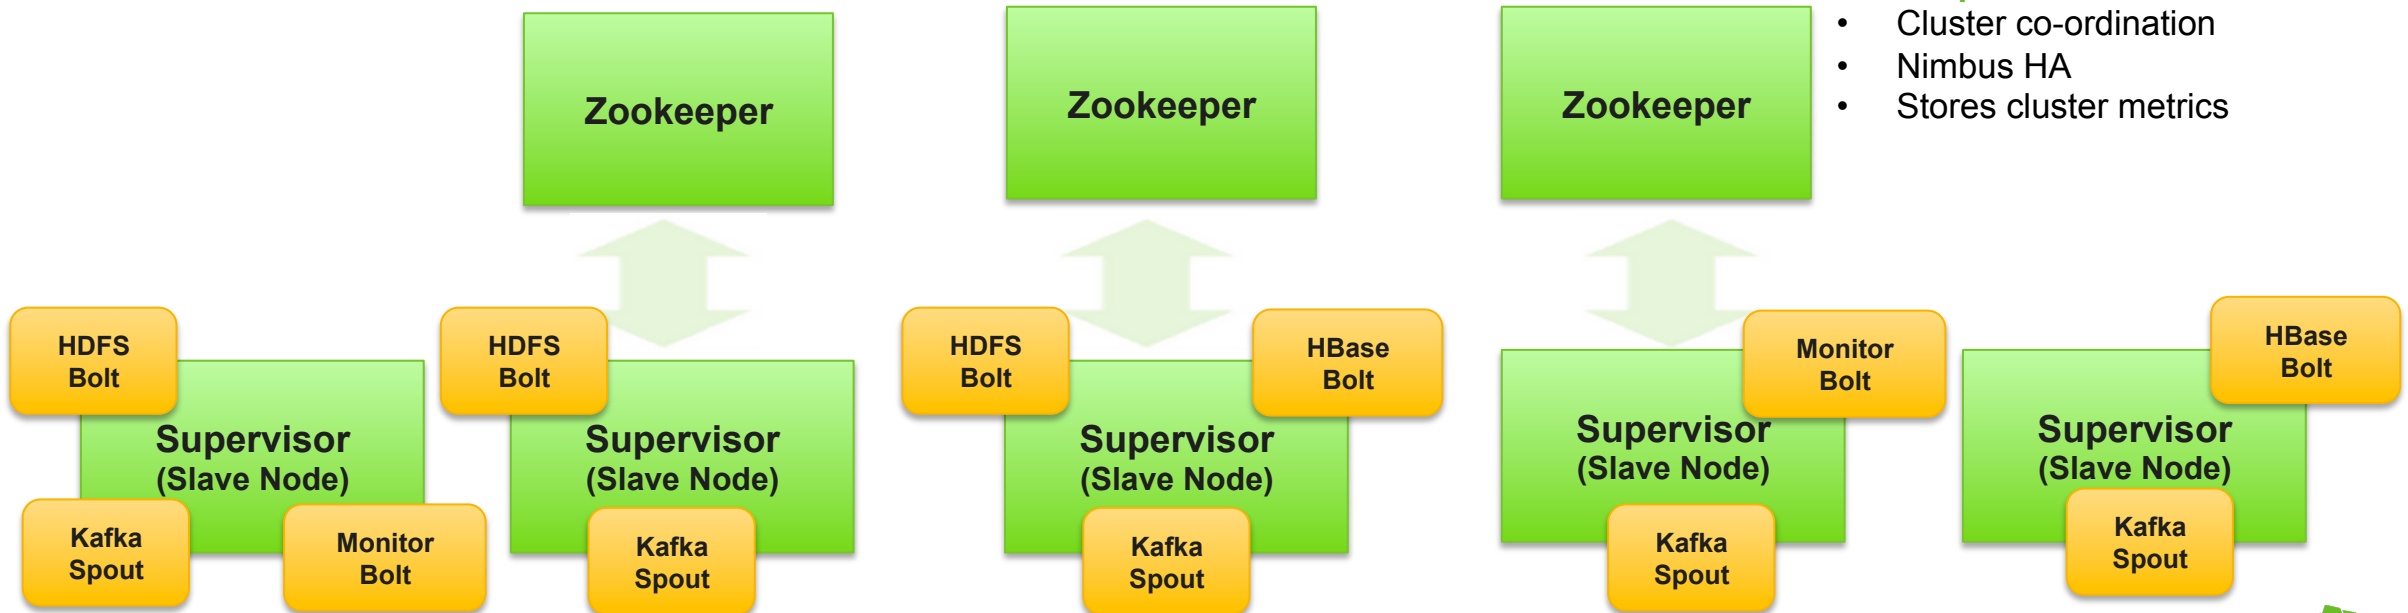 • Cluster co-ordination
• Nimbus HA
• Stores cluster metrics
Zookeeper
Zookeeper
Zookeeper
HDFS
Bolt
Supervisor
(Slave Node)
Kafka
Spout
Monitor
Bolt
HDFS
Bolt
Supervisor
(Slave Node)
Kafka
Spout
HDFS
Bolt
HBase
Bolt
Supervisor
(Slave Node)
Kafka
Spout
Monitor
Bolt
Supervisor
(Slave Node)
Kafka
Spout
HBase
Bolt
Supervisor
(Slave Node)
Kafka
Spout